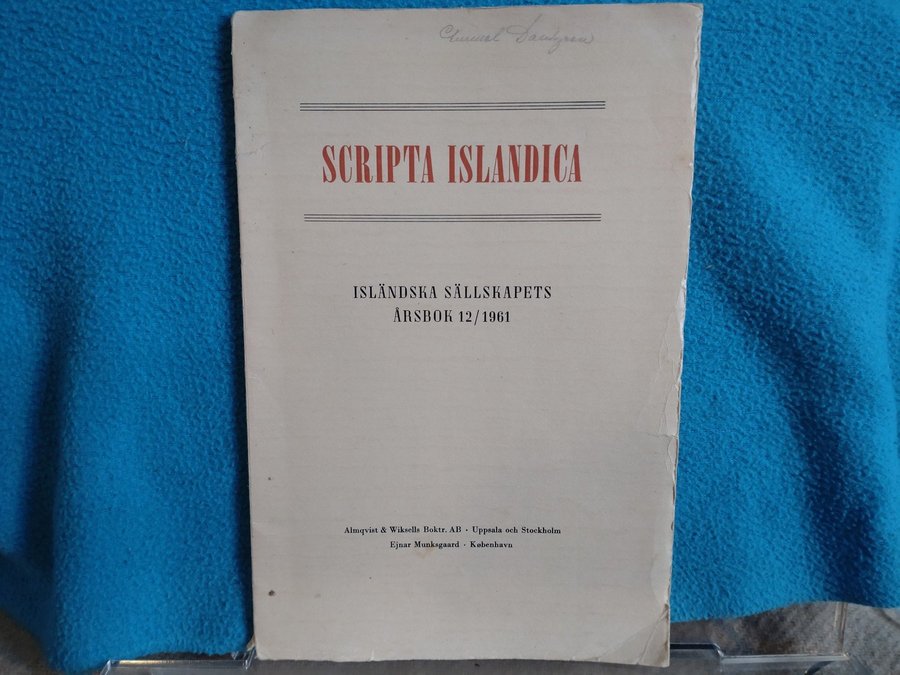 SCRIPTA ISLANDICA
ISLÄNDSKA SÄLLSKAPETS
ÅRSBOK 12/1961
Almqvist & Wiksells Boktr. AB · Uppsala och Stockholm
Ejnar Munksgaard · København